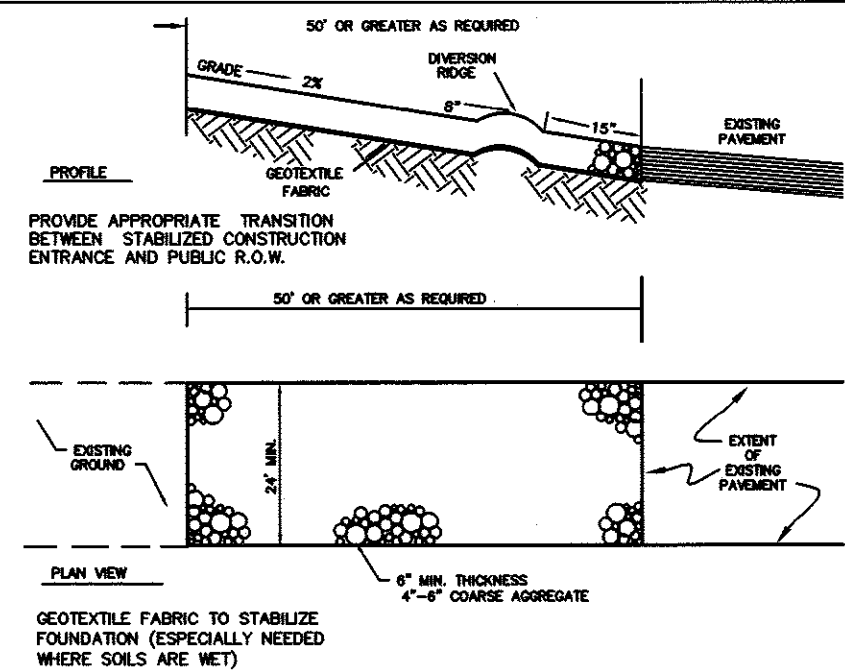 50' OR GREATER AS REQUIRED
GRADE
2%
DIVERSION
RIDGE
8"
15"
EXISTING
PAVEMENT
GEOTEXTILE
FABRIC
PROFILE
PROVIDE APPROPRIATE TRANSITION
BETWEEN STABILIZED CONSTRUCTION
ENTRANCE AND PUBLIC R.O.W.
50' OR GREATER AS REQUIRED
EXISTING
GROUND
24' MIN.
EXTENT
OF
EXISTING
PAVEMENT
PLAN VIEW
6" MIN. THICKNESS
4"-6" COARSE AGGREGATE
GEOTEXTILE FABRIC TO STABILIZE
FOUNDATION (ESPECIALLY NEEDED
WHERE SOILS ARE WET)